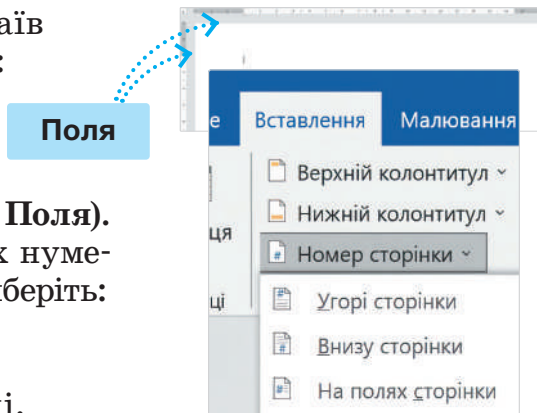 аїв
:
Поля
Поля).
х нуме-
беріть:
і.
е Вставлення Малювання
ця
ці
Верхній колонтитул
Нижній колонтитул
Номер сторінки
Угорі сторінки
Внизу сторінки
На полях сторінки